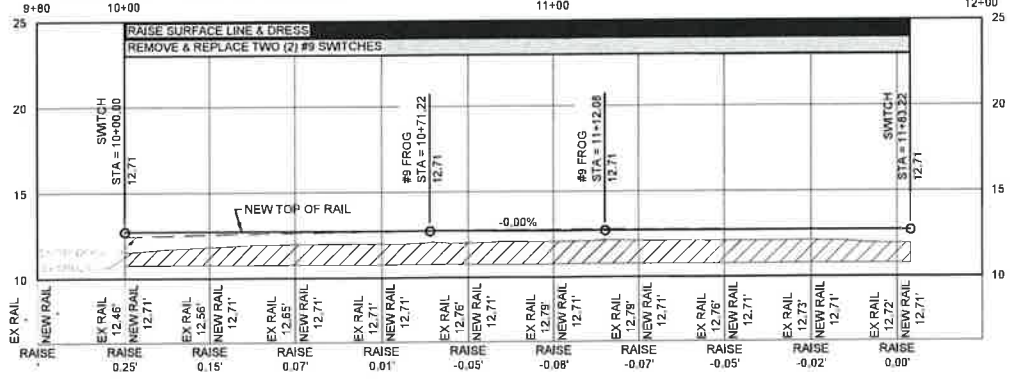 9+80 10+00 11+00 12+00
25 25
RAISE SURFACE LINE & DRESS
REMOVE & REPLACE TWO (2) #9 SWITCHES
20 20
SWITCH
STA = 10+00.00
12.71
#9 FROG
STA = 10+71.22
12.71
#9 FROG
STA = 11+12.08
12.71
SWITCH
STA = 11+83.22
12.71
15 15
NEW TOP OF RAIL
-0.00%
10 10
EX RAIL
NEW RAIL
EX RAIL
12.46'
NEW RAIL
12.71'
EX RAIL
12.56'
NEW RAIL
12.71'
EX RAIL
12.65'
NEW RAIL
12.71'
EX RAIL
12.71'
NEW RAIL
12.71'
EX RAIL
12.76'
NEW RAIL
12.71'
EX RAIL
12.79'
NEW RAIL
12.71'
EX RAIL
12.79'
NEW RAIL
12.71'
EX RAIL
12.76'
NEW RAIL
12.71'
EX RAIL
12.73'
NEW RAIL
12.71'
EX RAIL
12.72'
NEW RAIL
12.71'
RAISE RAISE RAISE RAISE RAISE RAISE RAISE RAISE RAISE RAISE RAISE
' 0.25' 0.15' 0.07' 0.01' -0.05' -0.08' -0.07' -0.05' -0.02' 0.00'